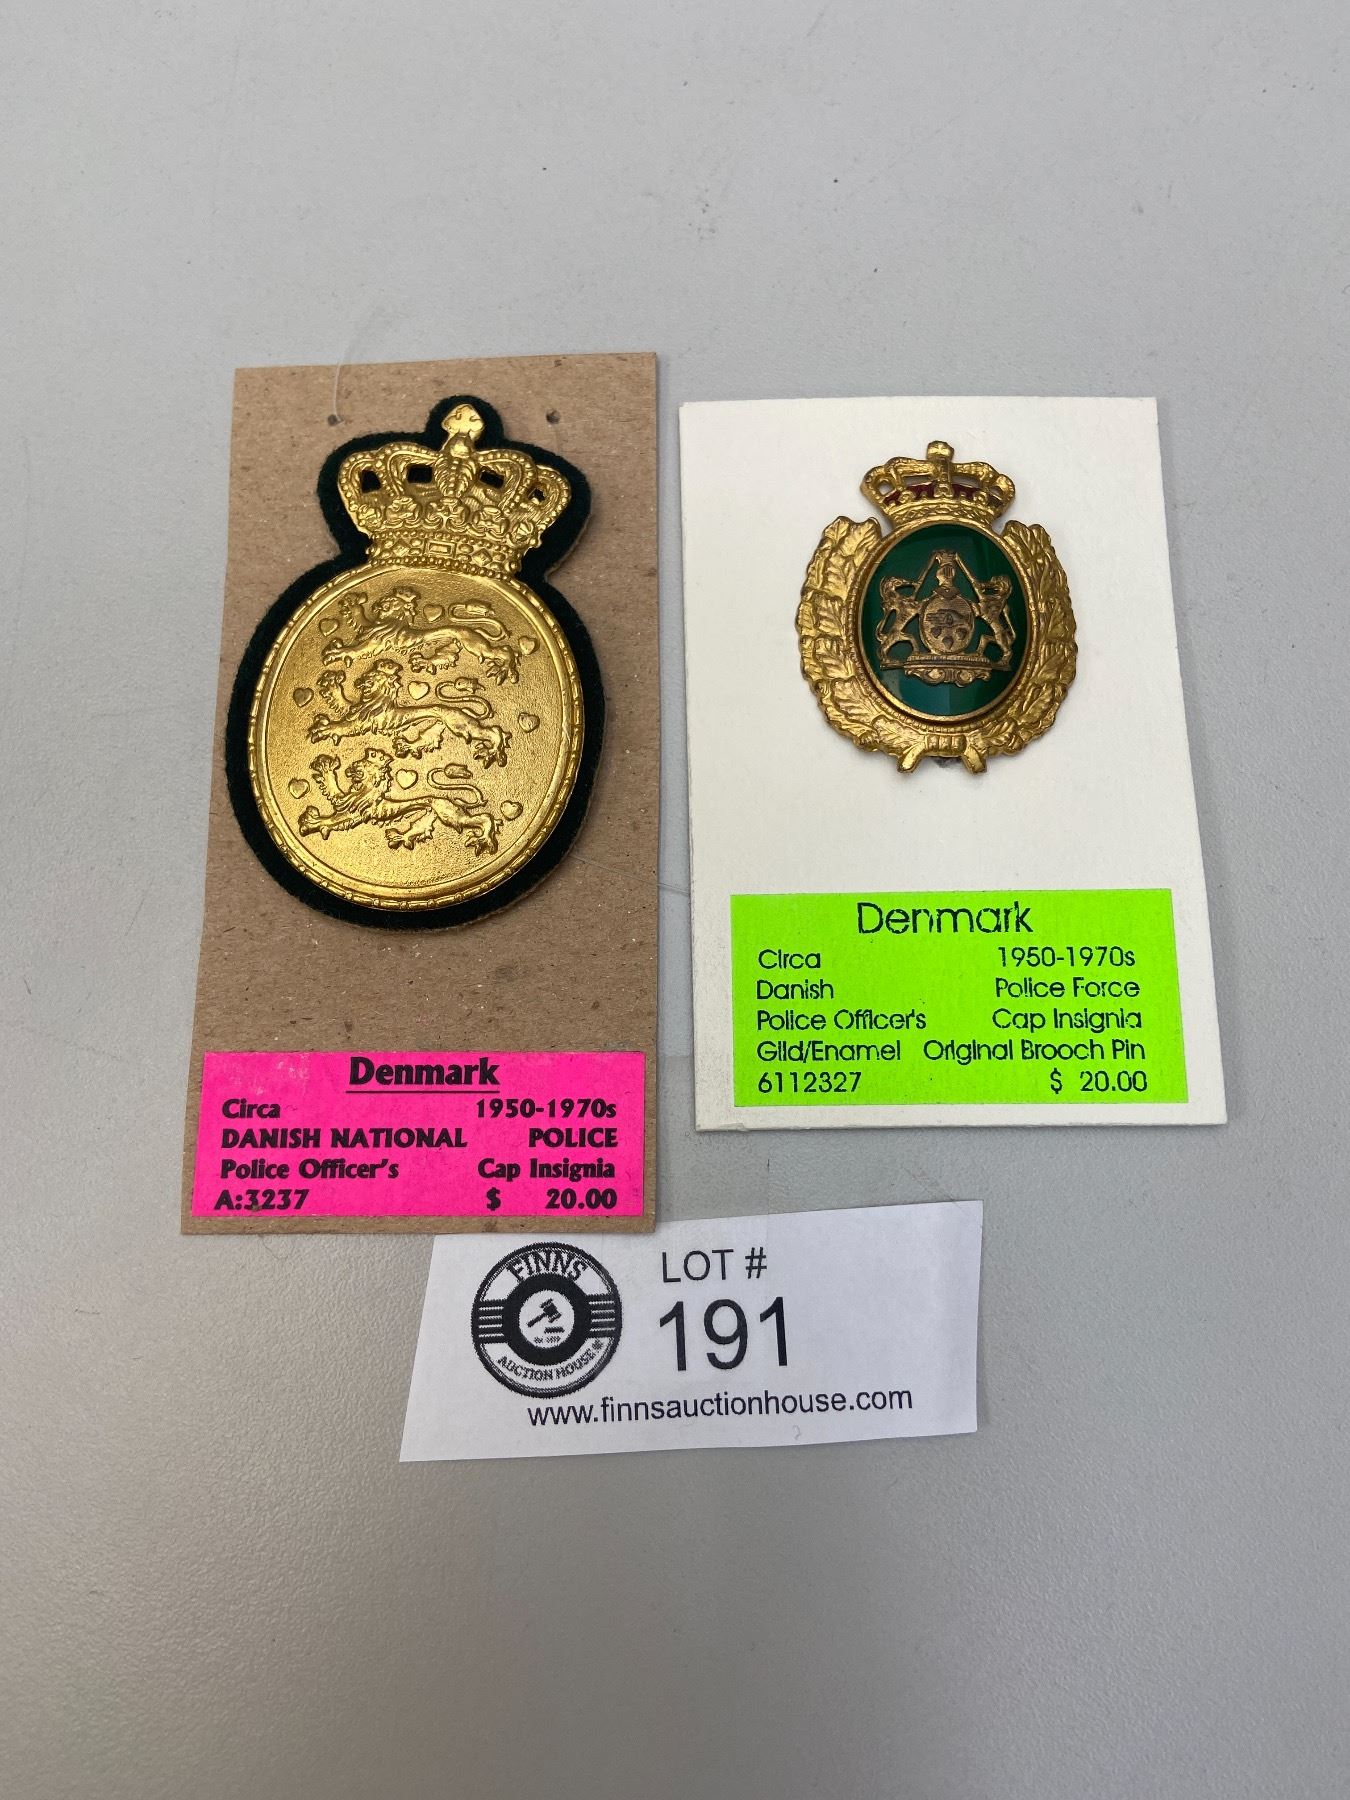 Denmark
Circa 1950-1970s
DANISH NATIONAL POLICE
Police Officer's Cap Insignia
A:3237 $ 20.00
Denmark
Circa 1950-1970s
Danish Police Force
Police Officer's Cap Insignia
Gild/Enamel Original Brooch Pin
6112327 $ 20.00
FINNS
AUCTION HOUSE
LOT #
191
www.finnsauctionhouse.com